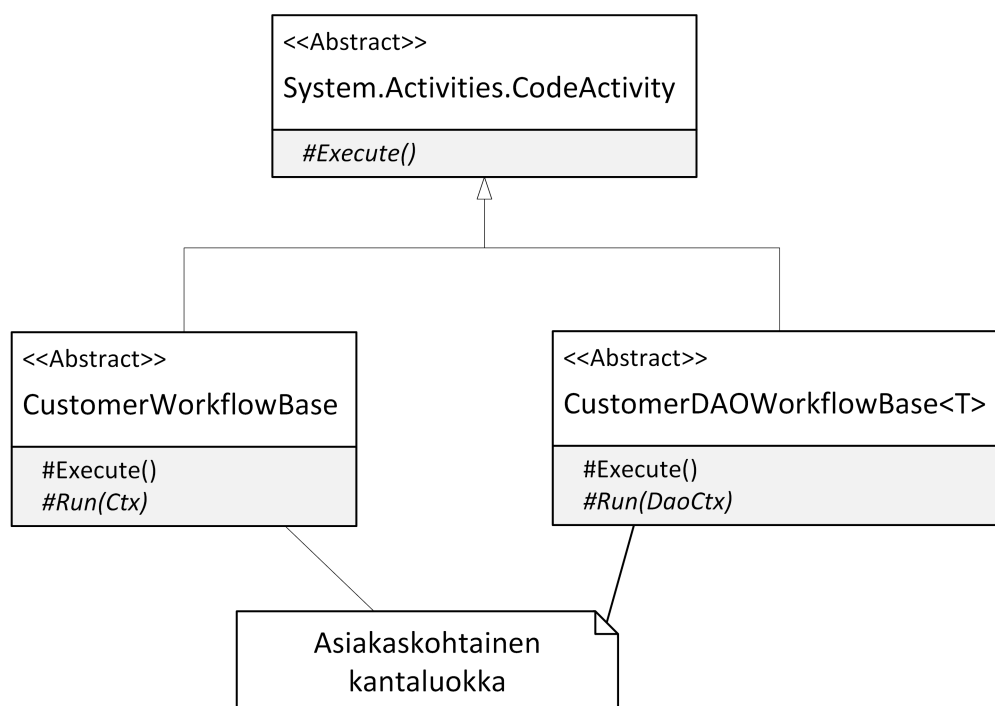 <<Abstract>>
System.Activities.CodeActivity
#Execute()
<<Abstract>>
CustomerWorkflowBase
#Execute()
#Run(Ctx)
<<Abstract>>
CustomerDAOWorkflowBase<T>
#Execute()
#Run(DaoCtx)
Asiakaskohtainen
kantaluokka